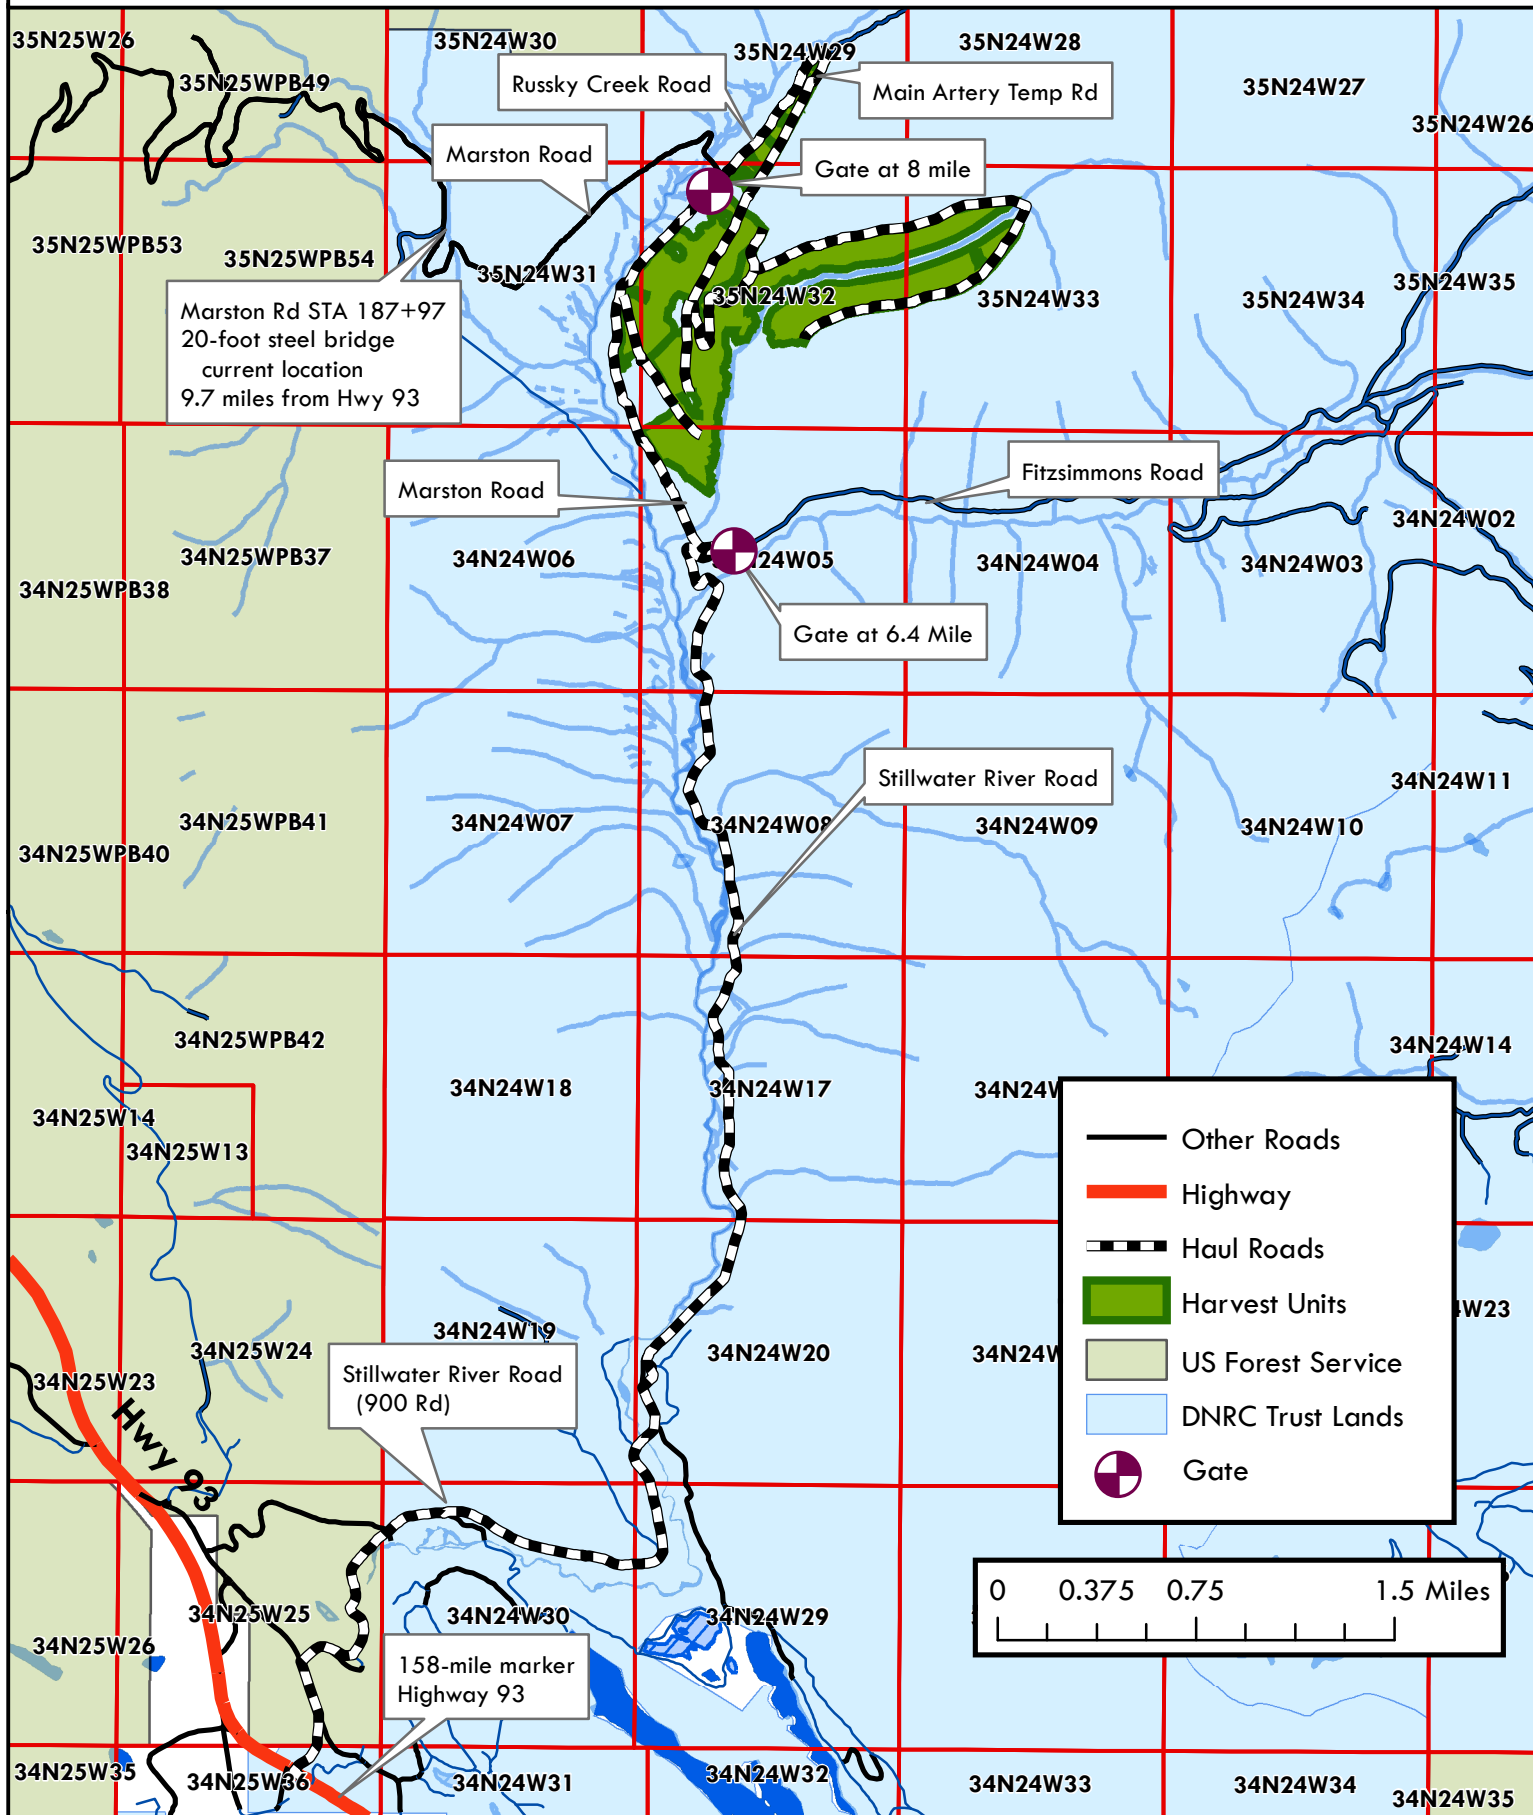 35N25W26
35N24W30
35N24W29
35N24W28
35N25WPB49
Russky Creek Road
Main Artery Temp Rd
35N24W27
35N24W26
Marston Road
Gate at 8 mile
35N25WPB53
35N25WPB54
35N24W31
35N24W32
35N24W33
35N24W34
35N24W35
Marston Rd STA 187+97
20-foot steel bridge
current location
9.7 miles from Hwy 93
Marston Road
Fitzsimmons Road
34N25WPB38
34N25WPB37
34N24W06
24W05
34N24W04
34N24W03
34N24W02
Gate at 6.4 Mile
Stillwater River Road
34N25WPB40
34N25WPB41
34N24W07
34N24W08
34N24W09
34N24W10
34N24W11
34N25WPB42
34N24W18
34N24W17
34N24W
34N24W14
34N25W14
34N25W13
Other Roads
Highway
Haul Roads
Harvest Units
US Forest Service
DNRC Trust Lands
Gate
34N25W23
34N25W24
34N24W19
34N24W20
34N24W
W23
Hwy 93
Stillwater River Road
(900 Rd)
0 0.375 0.75 1.5 Miles
34N25W26
34N25W25
34N24W30
34N24W29
158-mile marker
Highway 93
34N25W35
34N25W36
34N24W31
34N24W32
34N24W33
34N24W34
34N24W35